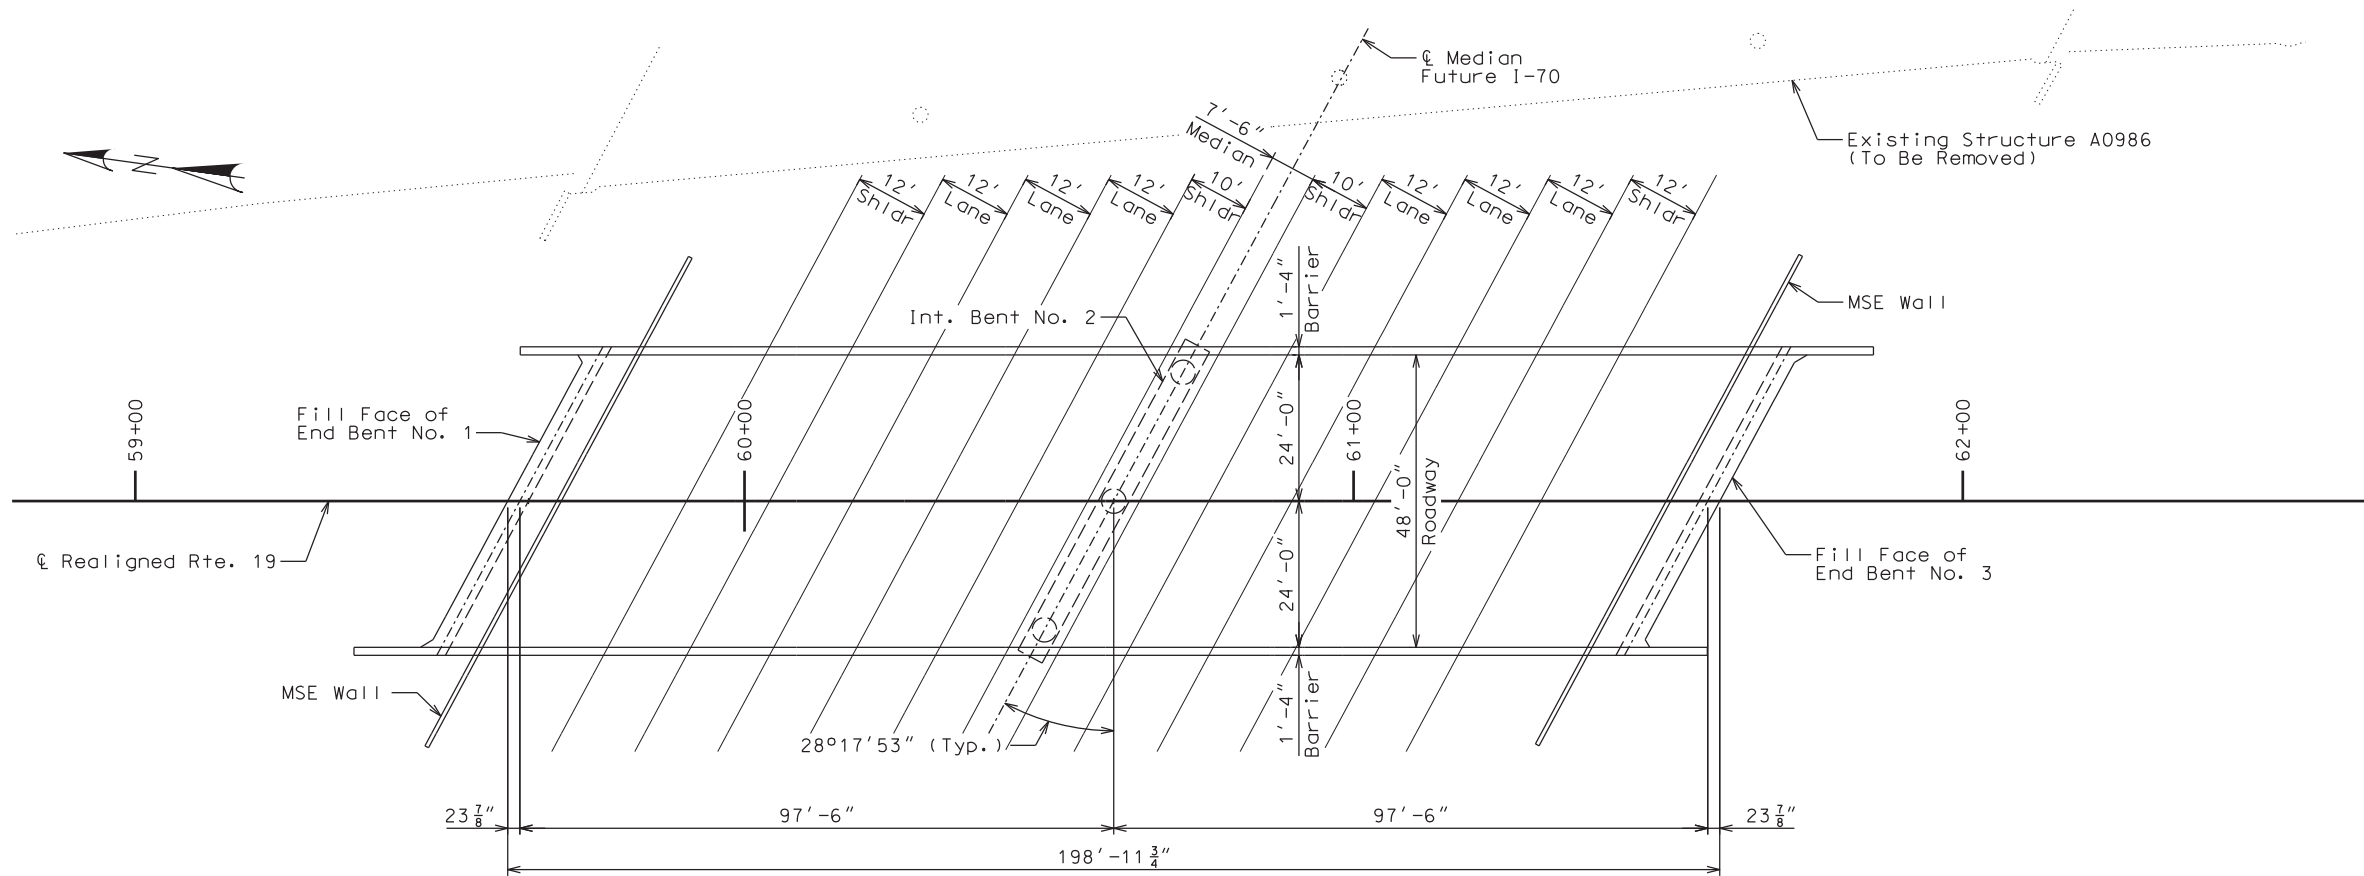 ℄ Median
Future I-70
7'-6"
Median
N
Existing Structure A0986
(To Be Removed)
12'
Shldr
12'
Lane
12'
Lane
12'
Lane
10'
Shldr
10'
Shldr
12'
Lane
12'
Lane
12'
Lane
12'
Shldr
1'-4"
Barrier
Int. Bent No. 2
MSE Wall
Fill Face of
End Bent No. 1
59+00
60+00
24'-0"
61+00
62+00
48'-0"
Roadway
℄ Realigned Rte. 19
24'-0"
Fill Face of
End Bent No. 3
MSE Wall
1'-4"
Barrier
28°17'53" (Typ.)
23 7/8"
97'-6"
97'-6"
23 7/8"
198'-11 3/4"